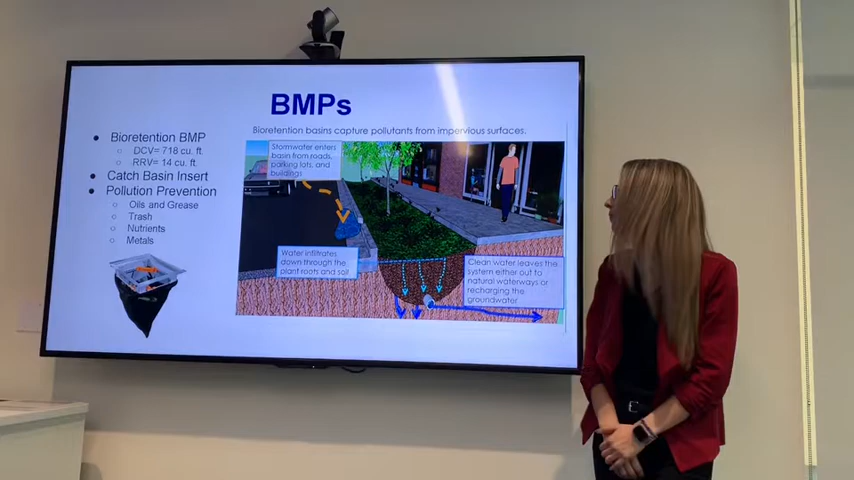 BMPs
Bioretention BMP
DCV= 718 cu. ft.
RRV= 14 cu. ft.
Catch Basin Insert
Pollution Prevention
Oils and Grease
Trash
Nutrients
Metals
Bioretention basins capture pollutants from impervious surfaces.
Stormwater enters
basin from roads,
parking lots, and
buildings
Water infiltrates
down through the
plant roots and soil.
Clean water leaves the
system either out to
natural waterways or
recharging the
groundwater